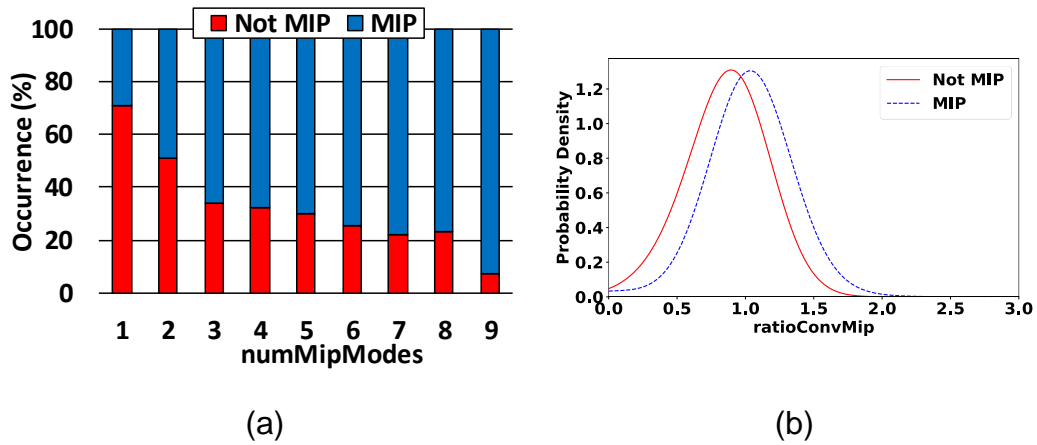 Not MIP MIP
100
80
60
40
20
0
Occurrence (%)
1 2 3 4 5 6 7 8 9
numMipModes
(a)
Not MIP
MIP
1.2
1.0
0.8
0.6
0.4
0.2
0.0
Probability Density
0.0 0.5 1.0 1.5 2.0 2.5 3.0
ratioConvMip
(b)